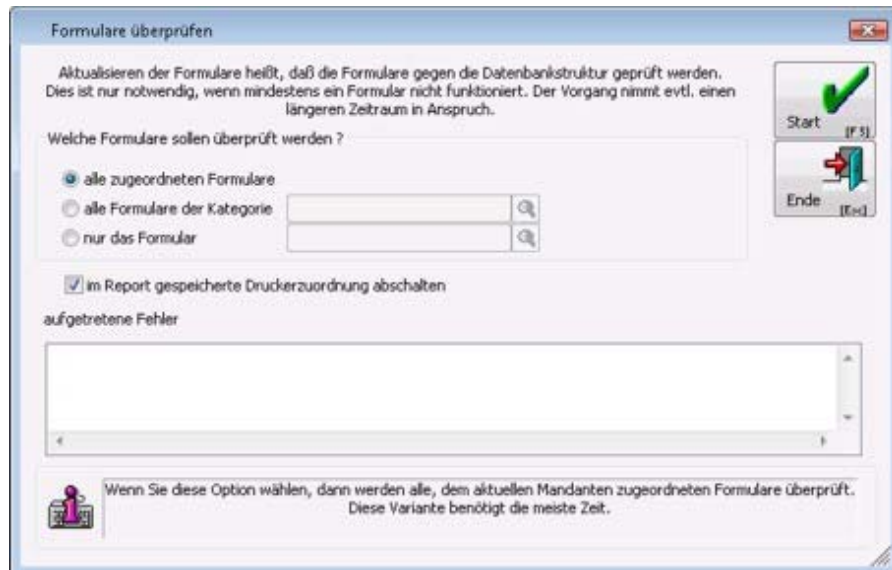 Formulare überprüfen
Aktualisieren der Formulare heißt, daß die Formulare gegen die Datenbankstruktur geprüft werden.
Dies ist nur notwendig, wenn mindestens ein Formular nicht funktioniert. Der Vorgang nimmt evtl. einen
längeren Zeitraum in Anspruch.
Start [F5]
Welche Formulare sollen überprüft werden ?
alle zugeordneten Formulare
alle Formulare der Kategorie
nur das Formular
Ende [Esc]
im Report gespeicherte Druckerzuordnung abschalten
aufgetretene Fehler
Wenn Sie diese Option wählen, dann werden alle, dem aktuellen Mandanten zugeordneten Formulare überprüft.
Diese Variante benötigt die meiste Zeit.